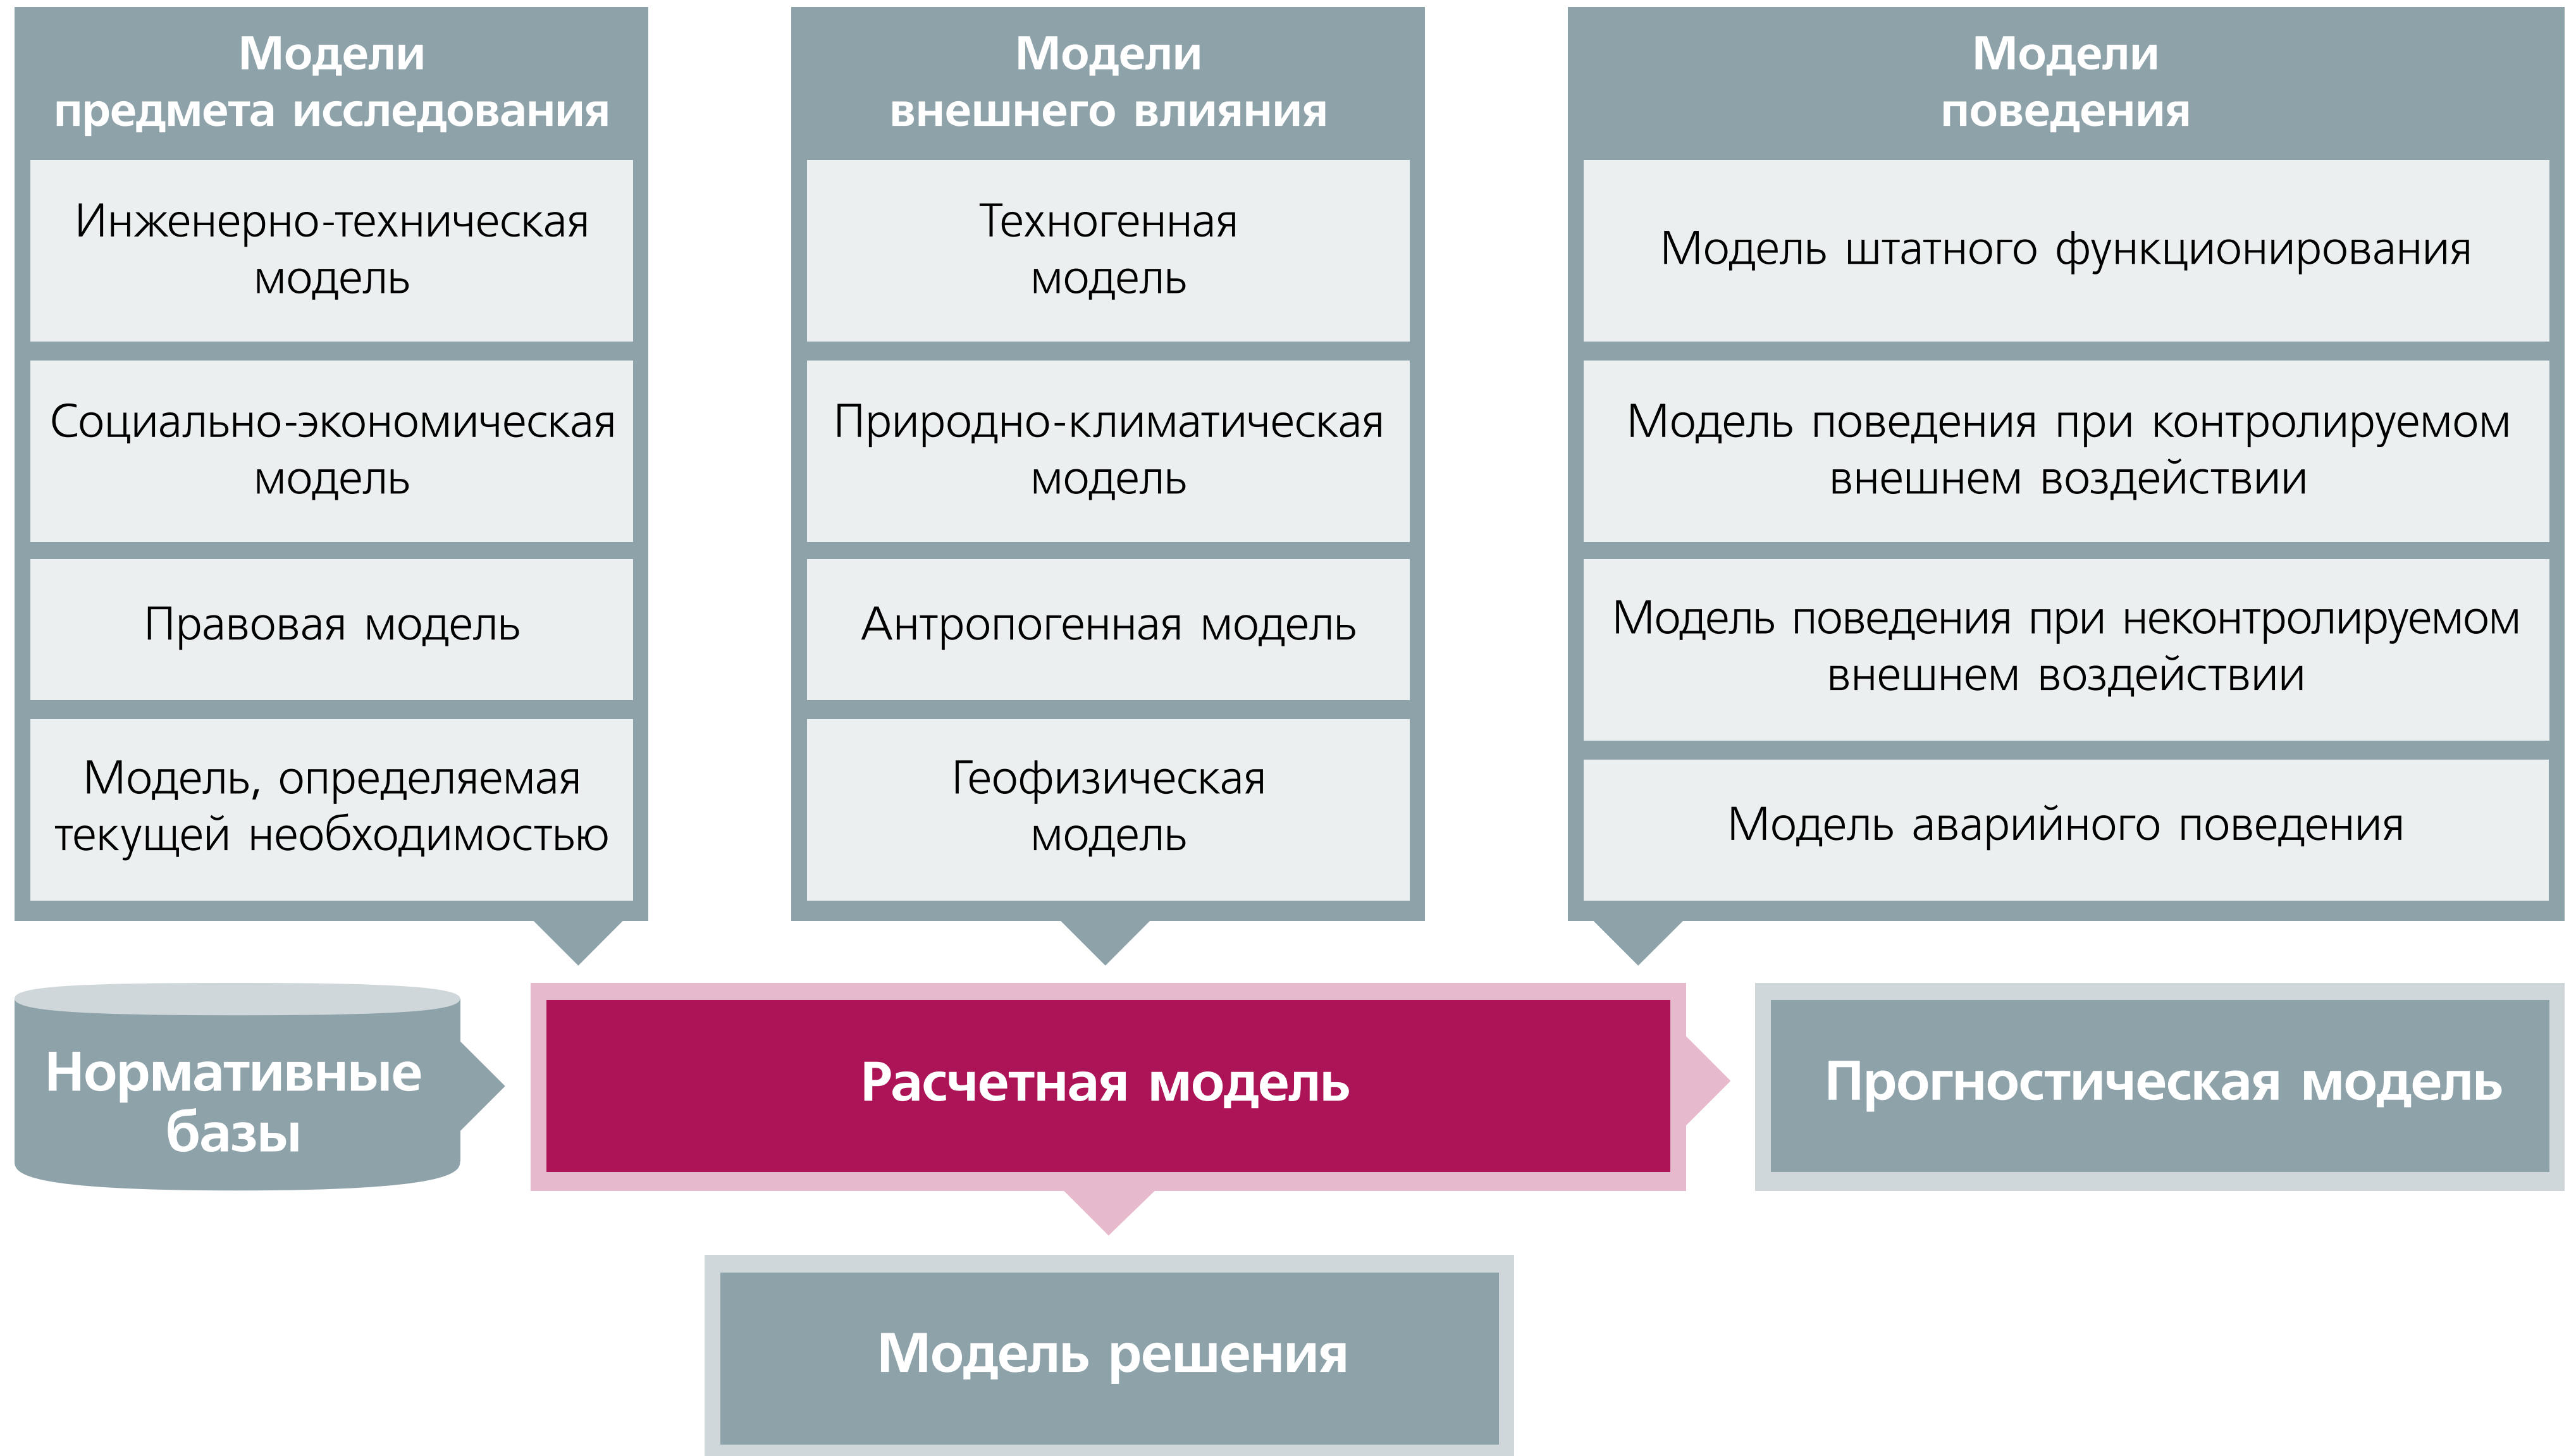 Модели
предмета исследования
Инженерно-техническая
модель
Социально-экономическая
модель
Правовая модель
Модель, определяемая
текущей необходимостью
Модели
внешнего влияния
Техногенная
модель
Природно-климатическая
модель
Антропогенная модель
Геофизическая
модель
Модели
поведения
Модель штатного функционирования
Модель поведения при контролируемом
внешнем воздействии
Модель поведения при неконтролируемом
внешнем воздействии
Модель аварийного поведения
Нормативные
базы
Расчетная модель
Прогностическая модель
Модель решения